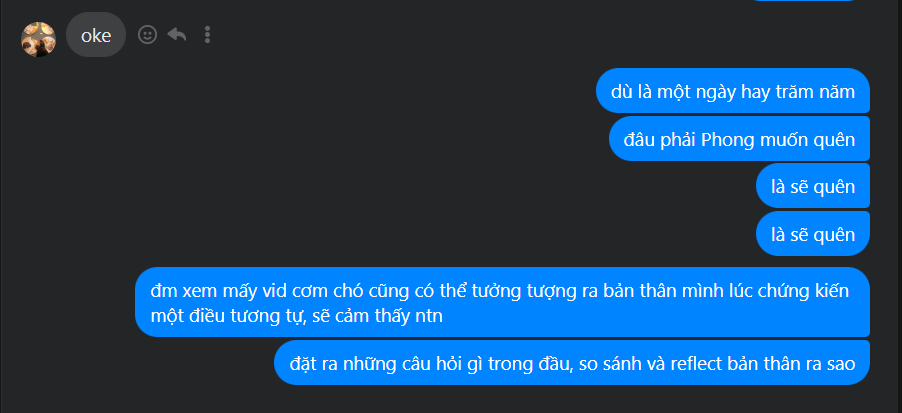 oke
dù là một ngày hay trăm năm
đâu phải Phong muốn quên
là sẽ quên
là sẽ quên
đm xem mấy vid cơm chó cũng có thể tưởng tượng ra bản thân mình lúc chứng kiến
một điều tương tự, sẽ cảm thấy ntn
đặt ra những câu hỏi gì trong đầu, so sánh và reflect bản thân ra sao